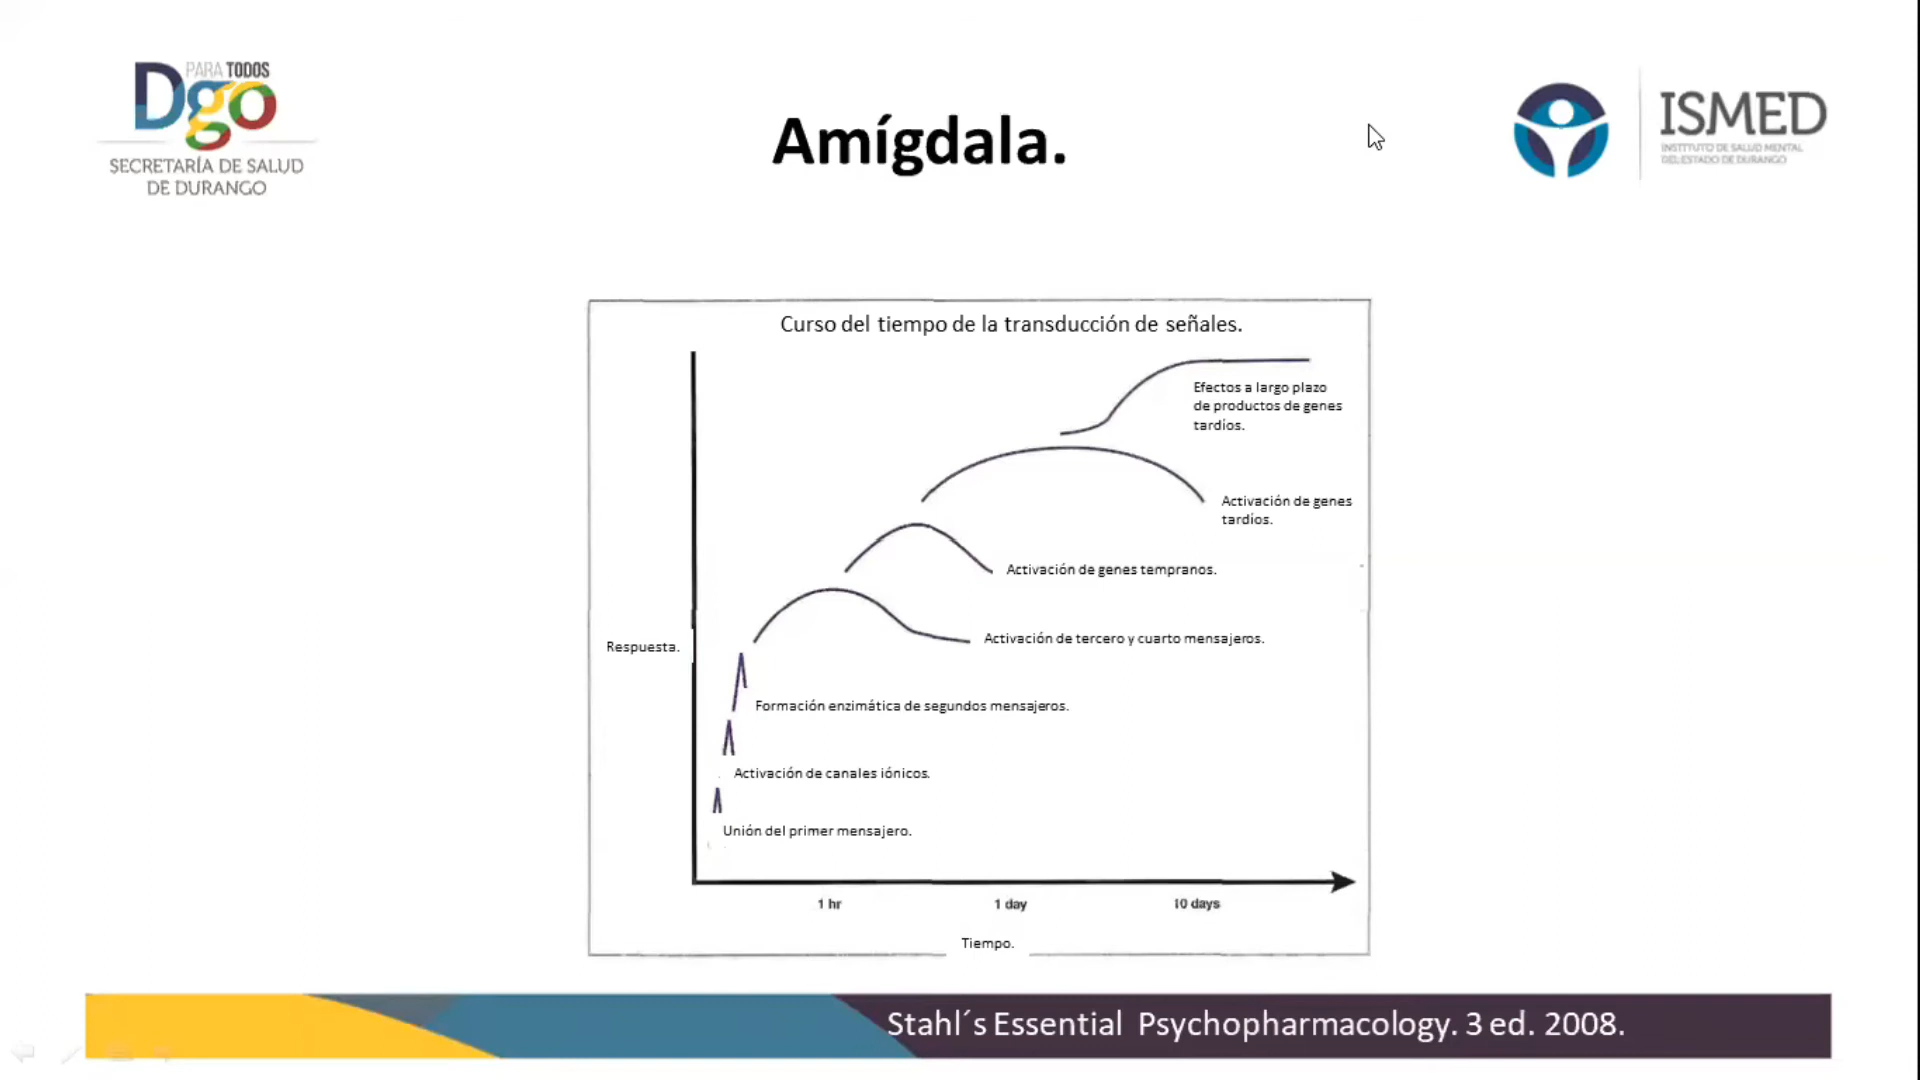 PARA TODOS
Dgo
SECRETARÍA DE SALUD
DE DURANGO
Amígdala.
ISMED
INSTITUTO DE SALUD MENTAL
DEL ESTADO DE DURANGO
Curso del tiempo de la transducción de señales.
Efectos a largo plazo
de productos de genes
tardíos.
Activación de genes
tardíos.
Activación de genes tempranos.
Activación de tercero y cuarto mensajeros.
Respuesta.
Formación enzimática de segundos mensajeros.
Activación de canales iónicos.
Unión del primer mensajero.
1 hr
1 day
10 days
Tiempo.
Stahl´s Essential Psychopharmacology. 3 ed. 2008.